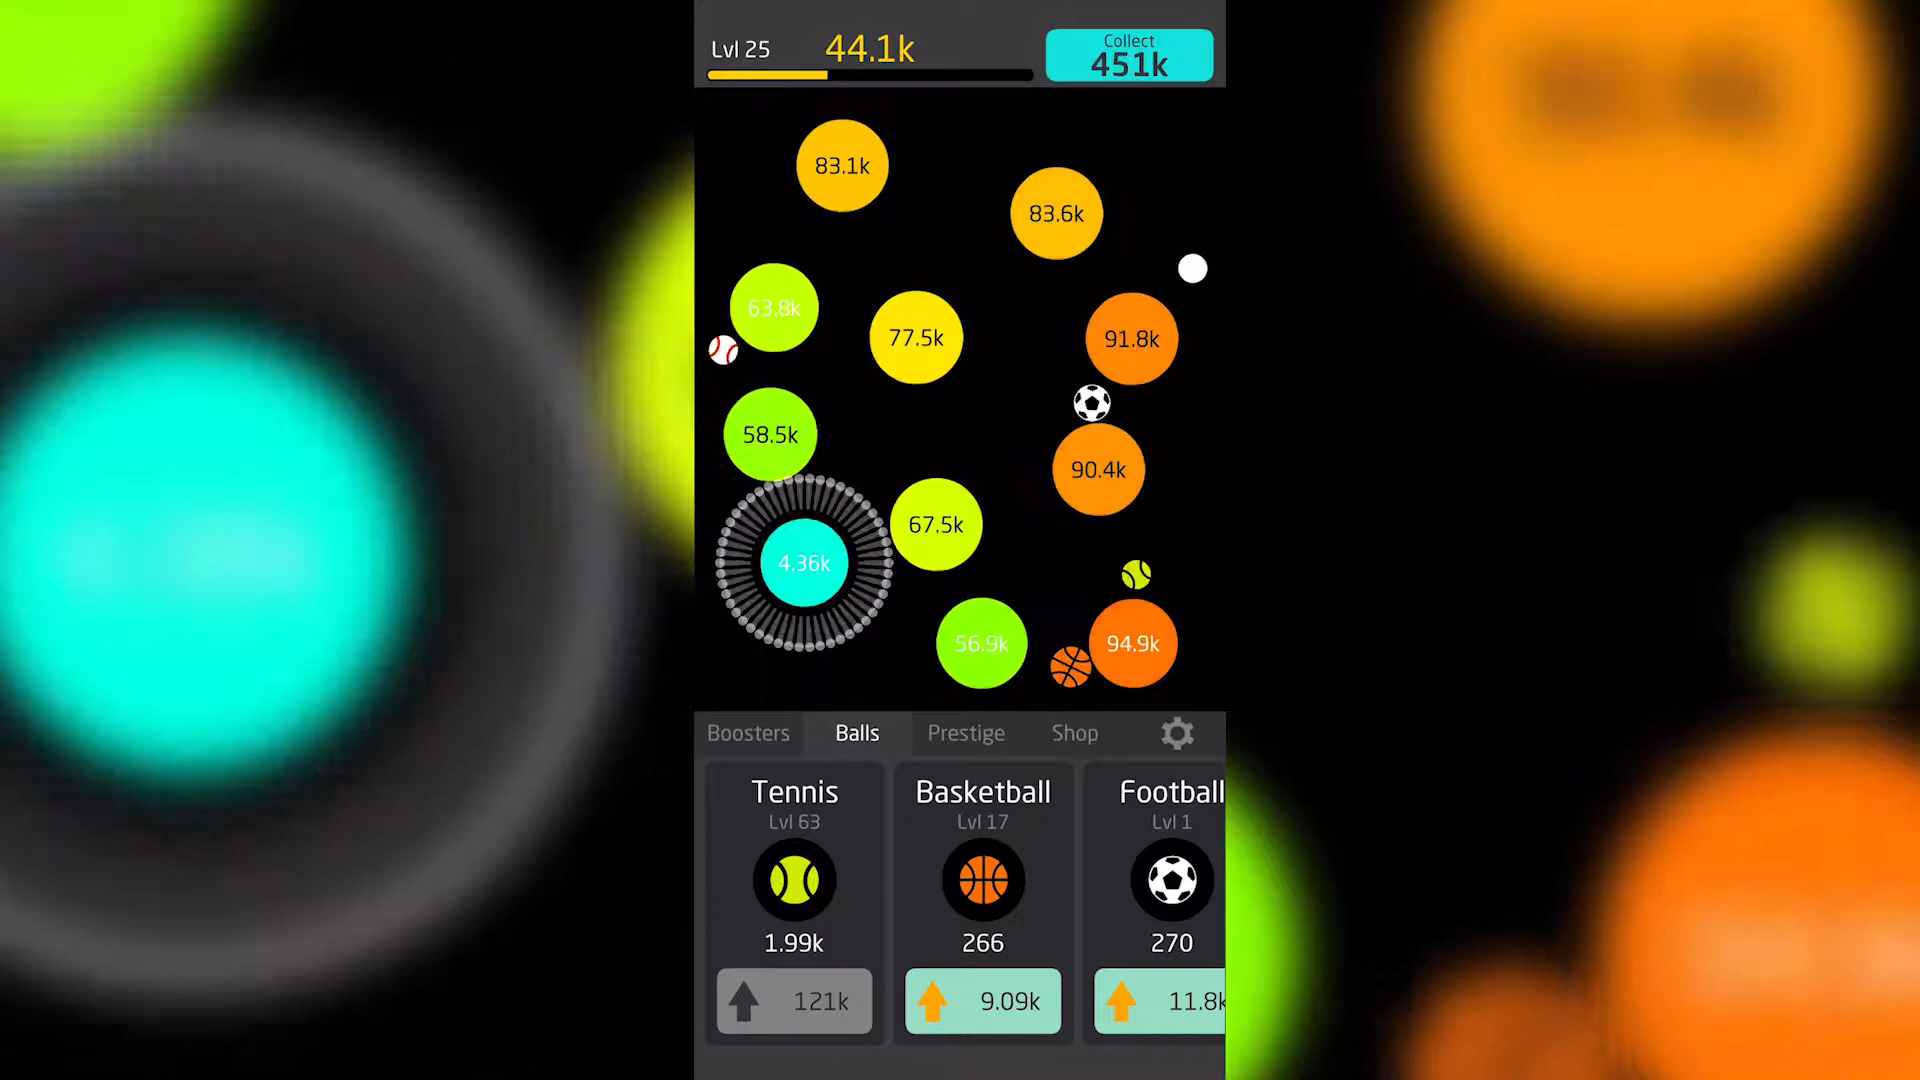 Lvl 25
44.1k
Collect
451k
83.1k
83.6k
63.8k
77.5k
91.8k
58.5k
90.4k
67.5k
4.36k
56.9k
94.9k
Boosters
Balls
Prestige
Shop
Tennis
Basketball
Football
Lvl 63
Lvl 17
Lvl 1
1.99k
266
270
121k
9.09k
11.8k